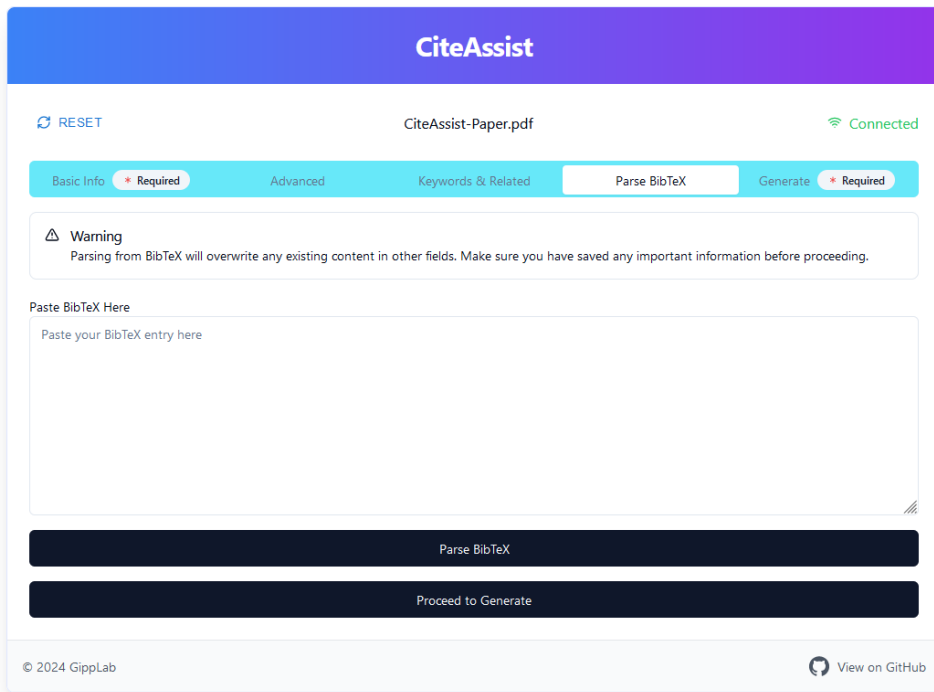 CiteAssist
RESET
CiteAssist-Paper.pdf
Connected
Basic Info * Required Advanced Keywords & Related Parse BibTeX Generate * Required
Warning
Parsing from BibTeX will overwrite any existing content in other fields. Make sure you have saved any important information before proceeding.
Paste BibTeX Here
Paste your BibTeX entry here
Parse BibTeX
Proceed to Generate
© 2024 GippLab
View on GitHub